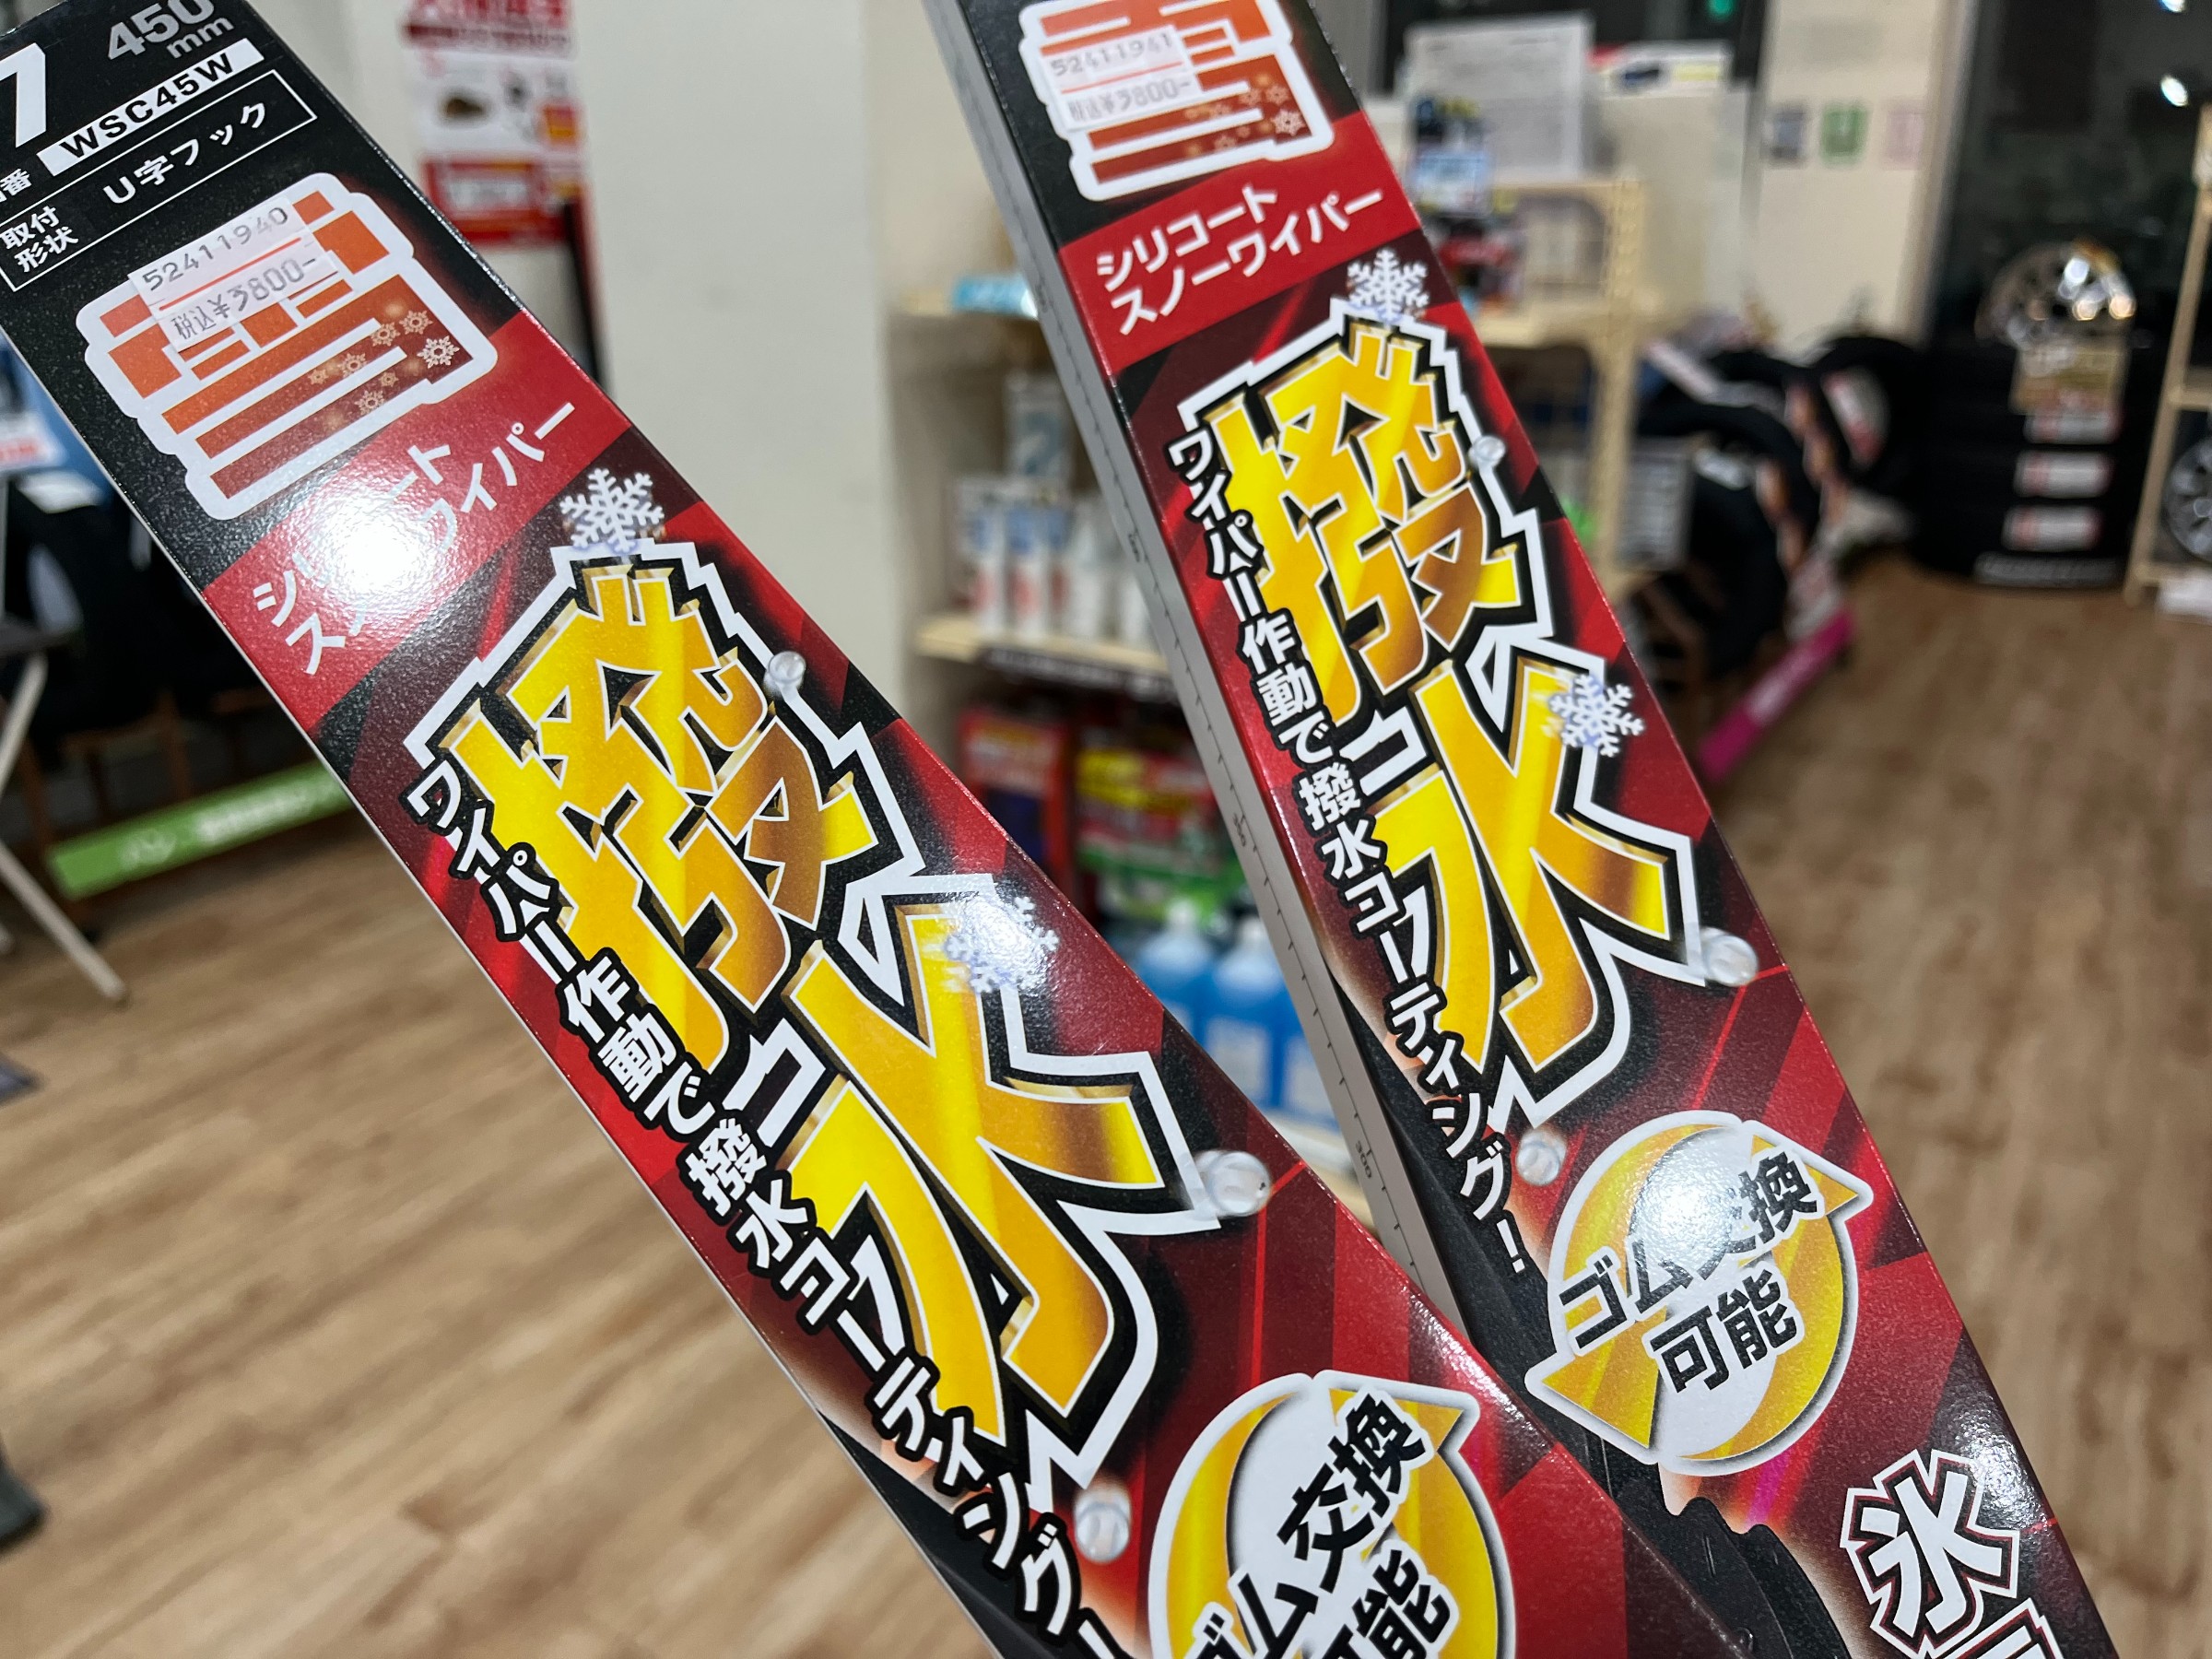 7
450
mm
WSC45W
取付
形状
U字フック
52411940
税込¥3800-
雪
シリコート
スノーワイパー
撥水
ワイパー作動で撥水コーティング!
ゴム交換
可能
52411941
税込¥3800-
雪
シリコート
スノーワイパー
撥水
ワイパー作動で撥水コーティング!
ゴム交換
可能
氷
300